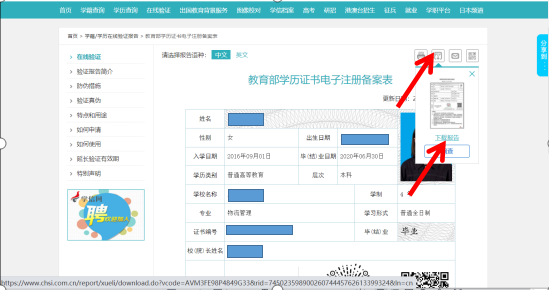 首页 学籍查询 学历查询 在线验证 出国教育背景服务 图像校对 学信档案 高考 研招 港澳台招生 征兵 就业 学职平台 日本频道
首页 > 学籍/学历在线验证报告 > 教育部学历证书电子注册备案表
在线验证
验证报告简介
防伪措施
验证真伪
特点和用途
如何申请
如何使用
延长验证有效期
特别声明
学信网
聘
请选择报告语种： 中文 英文
教育部学历证书电子注册备案表
更新日期：2
下载报告
姓名
性别 女 出生日期
入学日期 2016年09月01日 毕（结）业日期 2020年06月30日
学历类别 普通高等教育 层次 本科
学校名称 学制 4
专业 物流管理 学习形式 普通全日制
证书编号 毕（结）业 毕业
校（院）长姓名
分享到
https://www.chsi.com.cn/report/xueli/download.do?vcode=AVM3FE98P4849G33&rid=74502359890026074445762613399324&ln=cn